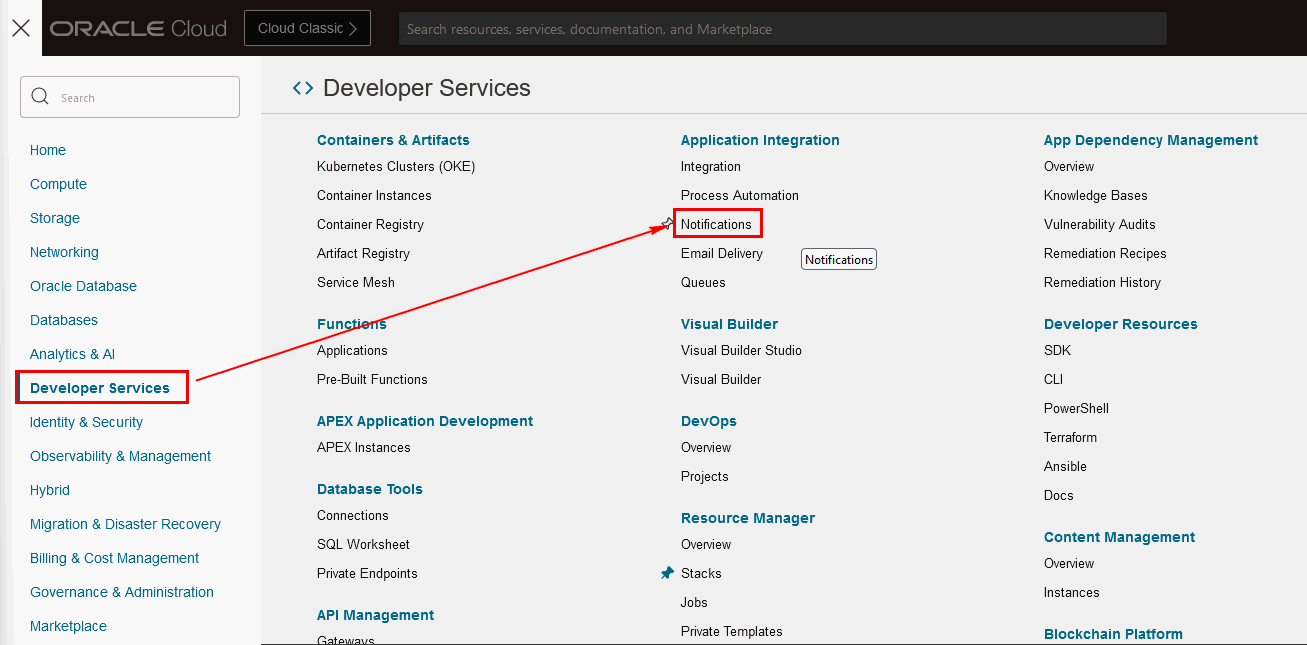 ORACLE Cloud
Cloud Classic
Search resources, services, documentation, and Marketplace
Search
Home
Compute
Storage
Networking
Oracle Database
Databases
Analytics & AI
Developer Services
Identity & Security
Observability & Management
Hybrid
Migration & Disaster Recovery
Billing & Cost Management
Governance & Administration
Marketplace
Developer Services
Containers & Artifacts
Kubernetes Clusters (OKE)
Container Instances
Container Registry
Artifact Registry
Service Mesh
Functions
Applications
Pre-Built Functions
APEX Application Development
APEX Instances
Database Tools
Connections
SQL Worksheet
Private Endpoints
API Management
Gateways
Application Integration
Integration
Process Automation
Notifications
Email Delivery
Notifications
Queues
Visual Builder
Visual Builder Studio
Visual Builder
DevOps
Overview
Projects
Resource Manager
Overview
Stacks
Jobs
Private Templates
App Dependency Management
Overview
Knowledge Bases
Vulnerability Audits
Remediation Recipes
Remediation History
Developer Resources
SDK
CLI
PowerShell
Terraform
Ansible
Docs
Content Management
Overview
Instances
Blockchain Platform